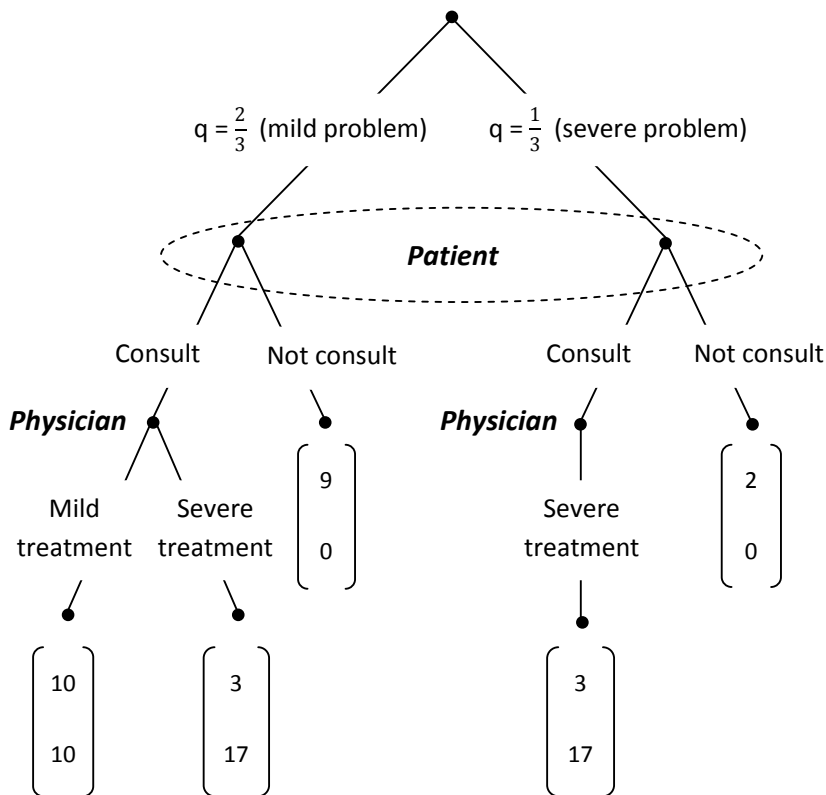 q = 2/3 (mild problem) q = 1/3 (severe problem)
Patient
Consult Not consult Consult Not consult
Physician Physician
9 2
Mild Severe Severe
treatment treatment 0 treatment 0
10 3 3
10 17 17